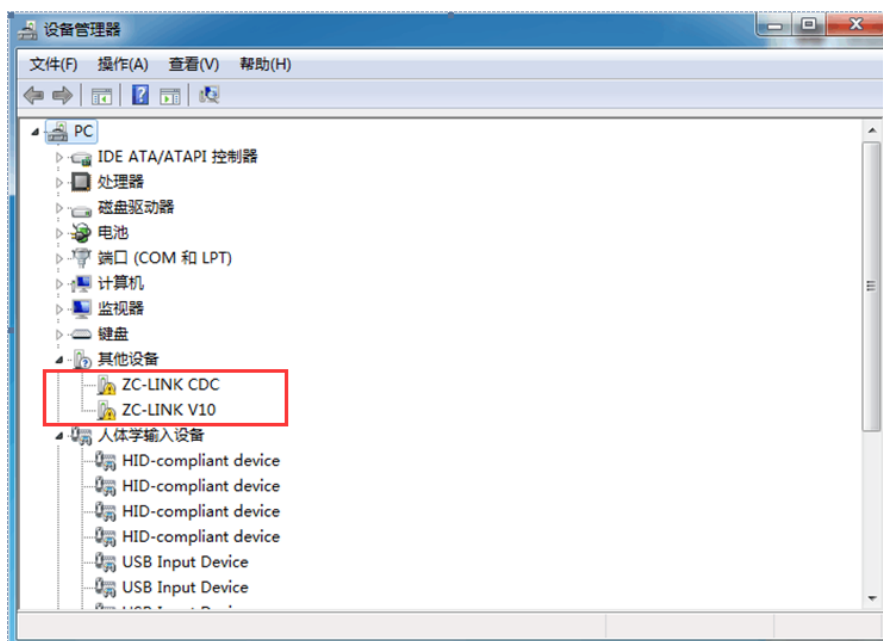 设备管理器
文件(F) 操作(A) 查看(V) 帮助(H)
PC
IDE ATA/ATAPI 控制器
处理器
磁盘驱动器
电池
端口 (COM 和 LPT)
计算机
监视器
键盘
其他设备
ZC-LINK CDC
ZC-LINK V10
人体学输入设备
HID-compliant device
HID-compliant device
HID-compliant device
HID-compliant device
USB Input Device
USB Input Device